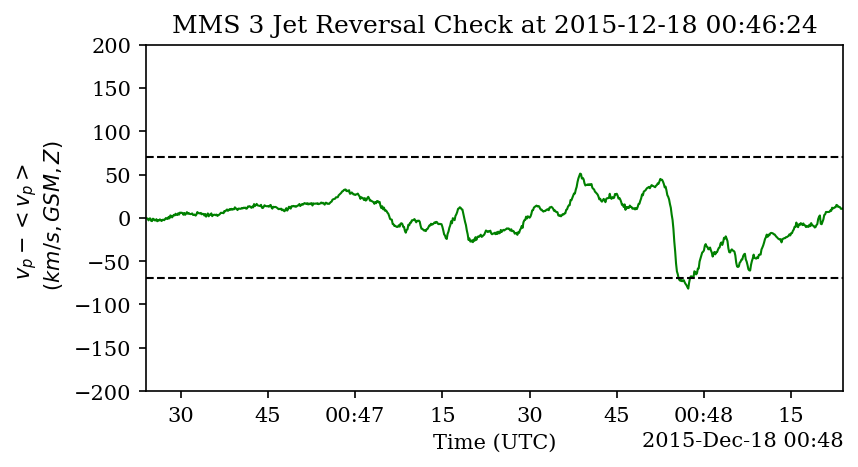 MMS 3 Jet Reversal Check at 2015-12-18 00:46:24
200
150
100
50
0
−50
−100
−150
−200
v_p − < v_p >
(km/s, GSM, Z)
30 45 00:47 15 30 45 00:48 15
Time (UTC)
2015-Dec-18 00:48